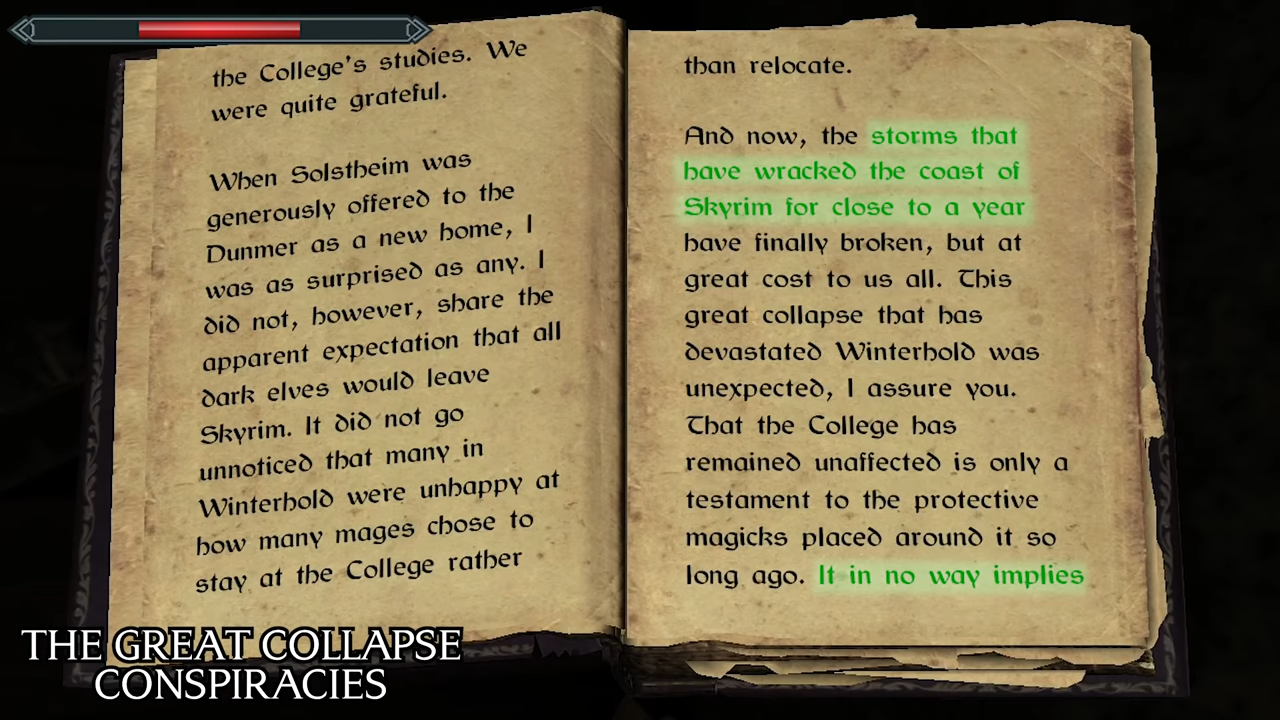 the College's studies. We
were quite grateful.
When Solstheim was
generously offered to the
Dunmer as a new home, I
was as surprised as any. I
did not, however, share the
apparent expectation that all
dark elves would leave
Skyrim. It did not go
unnoticed that many in
Winterhold were unhappy at
how many mages chose to
stay at the College rather
than relocate.
And now, the storms that
have wracked the coast of
Skyrim for close to a year
have finally broken, but at
great cost to us all. This
great collapse that has
devastated Winterhold was
unexpected, I assure you.
That the College has
remained unaffected is only a
testament to the protective
magicks placed around it so
long ago. It in no way implies
THE GREAT COLLAPSE
CONSPIRACIES